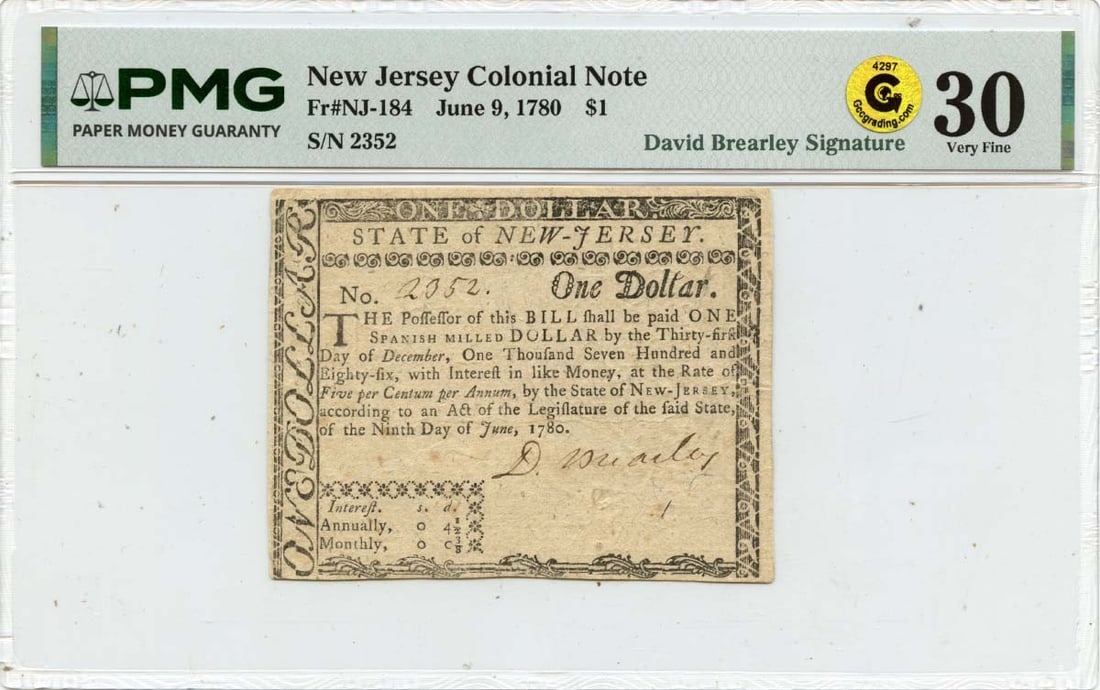 PMG
PAPER MONEY GUARANTY
New Jersey Colonial Note
Fr#NJ-184 June 9, 1780 $1
S/N 2352
David Brearley Signature
4297
G
Gccgrading.com
30
Very Fine
ONE DOLLAR
ONE DOLLAR
STATE of NEW-JERSEY.
No. 2352. One Dollar.
THE Poſſeſſor of this BILL ſhall be paid ONE
SPANISH MILLED DOLLAR by the Thirty-firſt
Day of December, One Thouſand Seven Hundred and
Eighty-ſix, with Intereſt in like Money, at the Rate of
Five per Centum per Annum, by the State of NEW-JERSEY,
according to an Act of the Legiſlature of the ſaid State,
of the Ninth Day of June, 1780.
D. Brearley
Intereſt. s. d.
Annually, 0 4½
Monthly, 0 0⅜